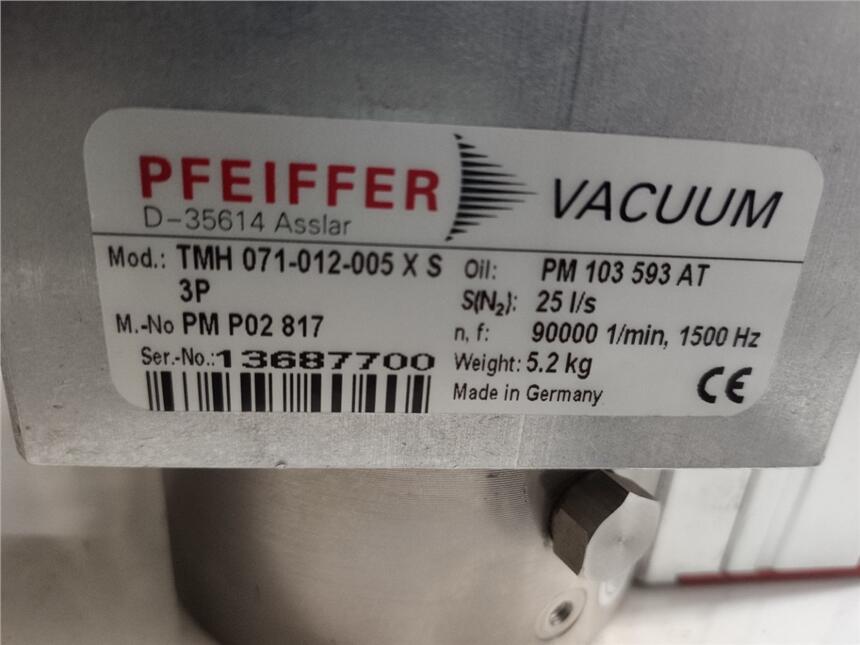 PFEIFFER VACUUM
D-35614 Asslar
Mod.: TMH 071-012-005 X S
3P
M.-No PM P02 817
Ser.-No.: 13687700
Oil: PM 103 593 AT
S(N₂): 25 l/s
n, f: 90000 1/min, 1500 Hz
Weight: 5.2 kg
Made in Germany
CE